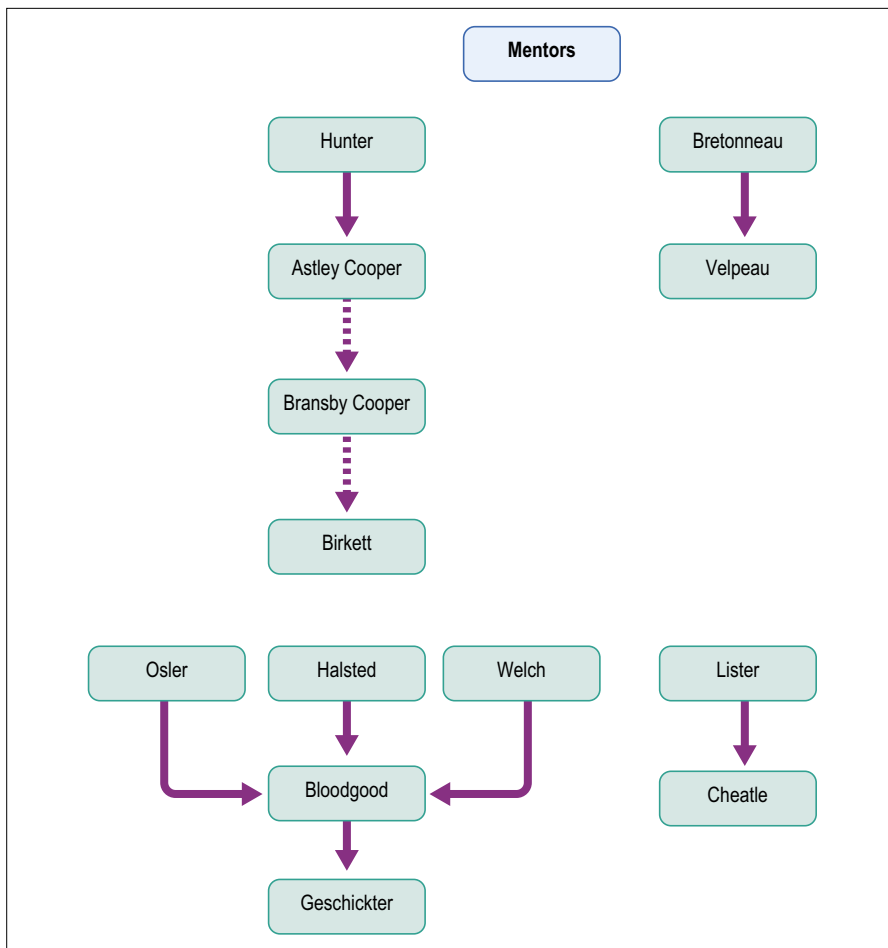 Mentors
Hunter
Bretonneau
Astley Cooper
Velpeau
Bransby Cooper
Birkett
Osler
Halsted
Welch
Lister
Bloodgood
Cheatle
Geschickter